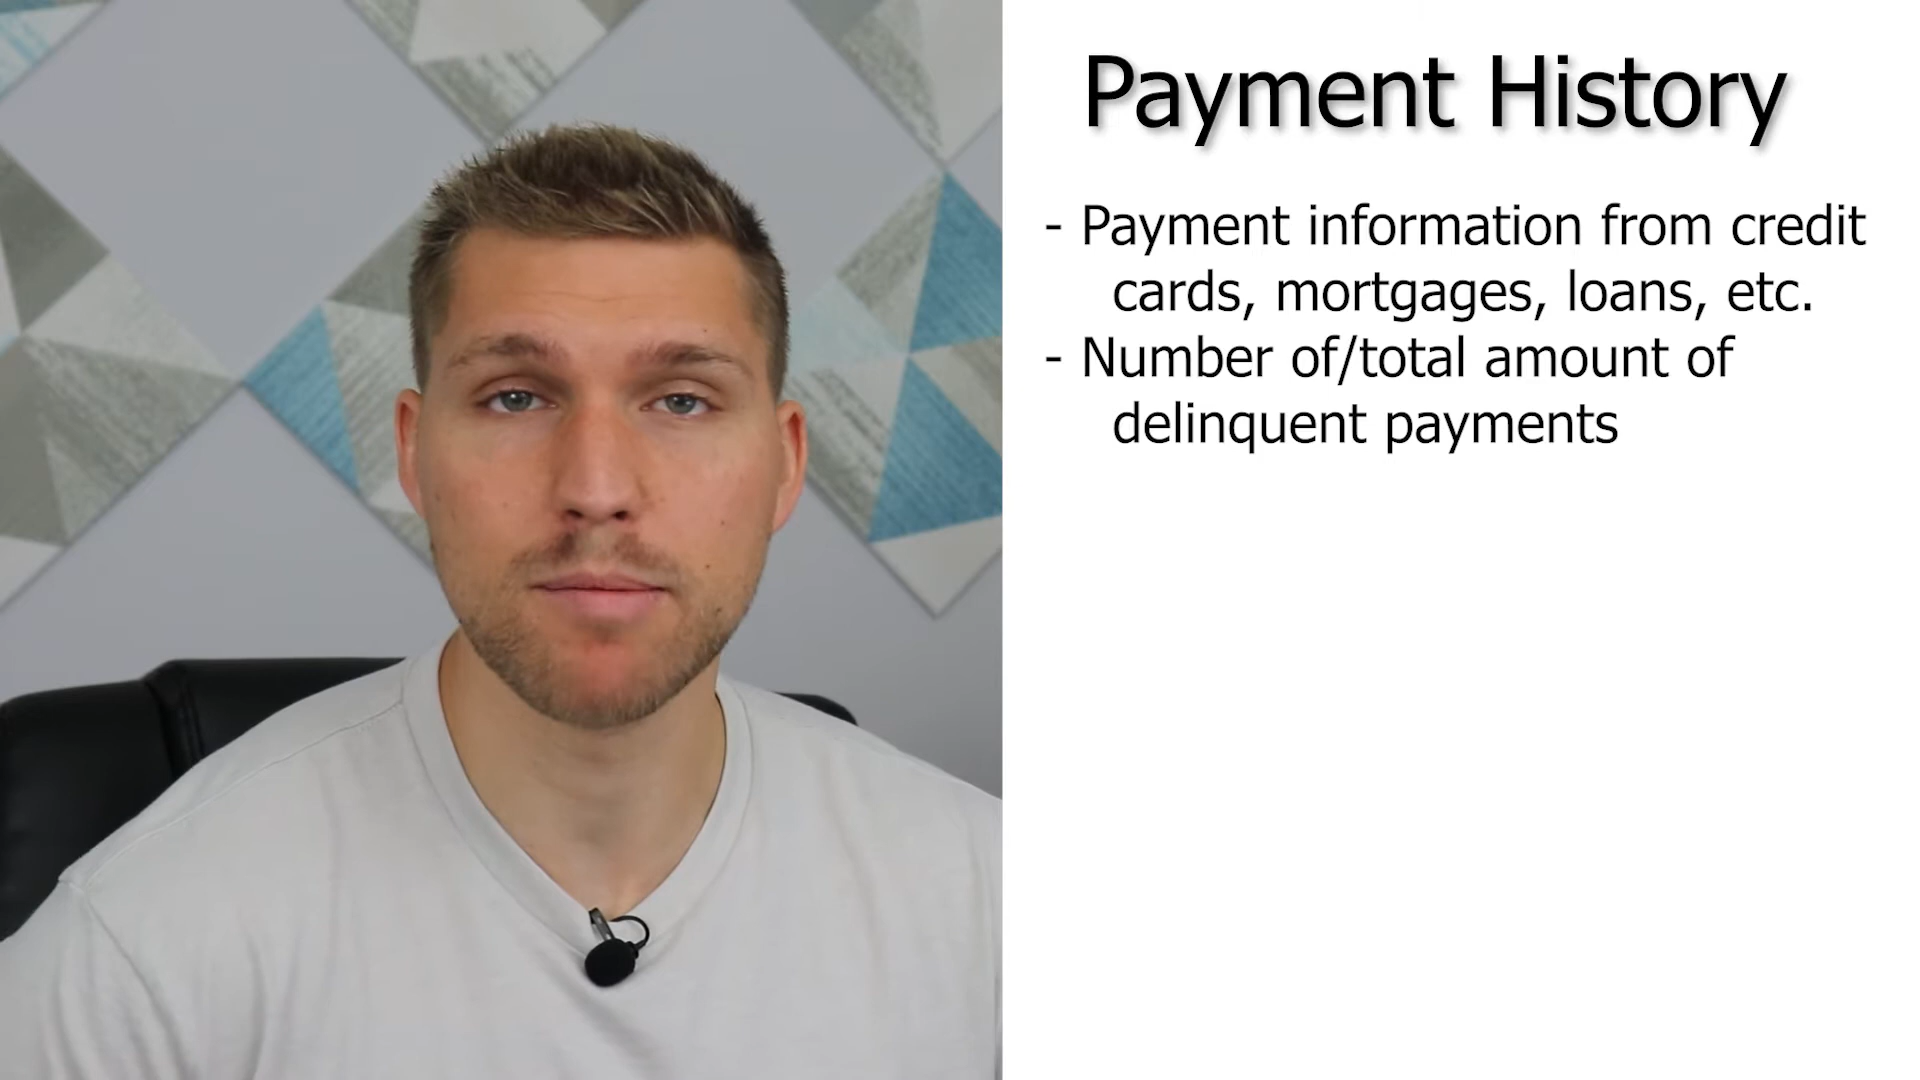 Payment History
- Payment information from credit
cards, mortgages, loans, etc.
- Number of/total amount of
delinquent payments